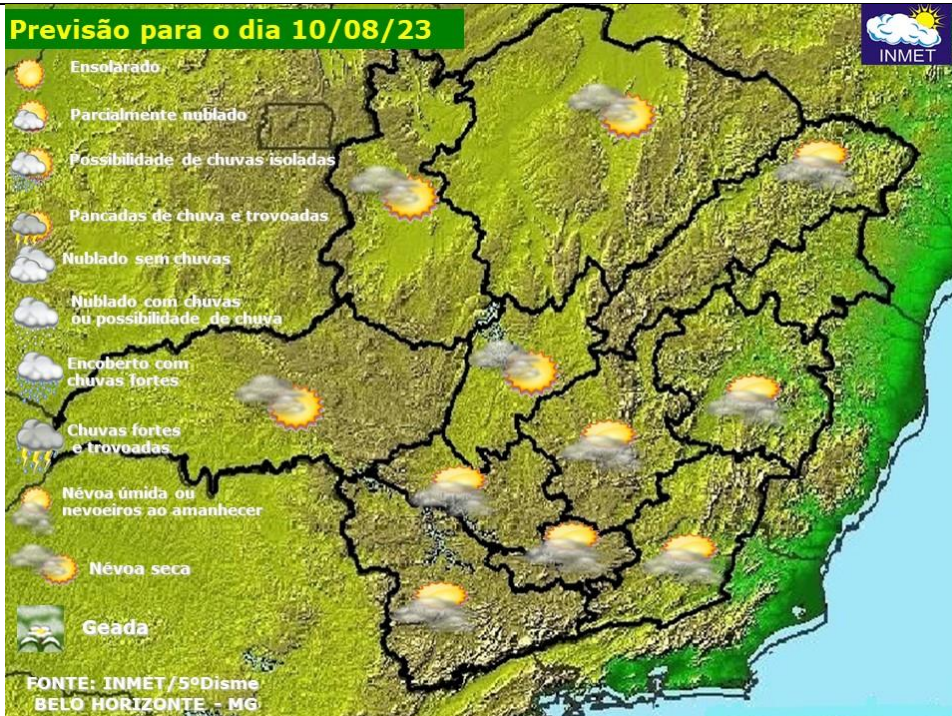 Previsão para o dia 10/08/23
INMET
Ensolarado
Parcialmente nublado
Possibilidade de chuvas isoladas
Pancadas de chuva e trovoadas
Nublado sem chuvas
Nublado com chuvas
ou possibilidade de chuva
Encoberto com
chuvas fortes
Chuvas fortes
e trovoadas
Névoa úmida ou
nevoeiros ao amanhecer
Névoa seca
Geada
FONTE: INMET/5ºDisme
BELO HORIZONTE - MG